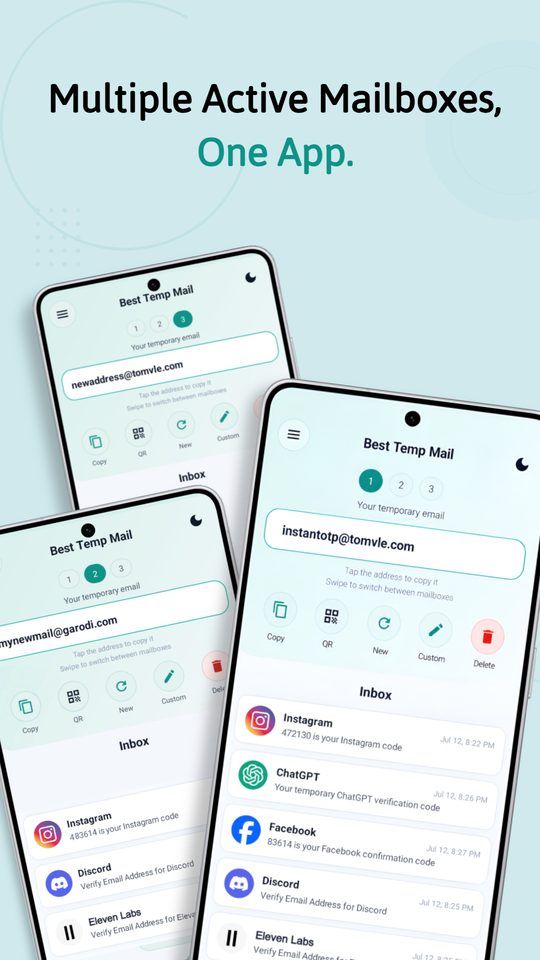 Multiple Active Mailboxes,
One App.
Best Temp Mail
1 2 3
Your temporary email
newaddress@tomvle.com
Tap the address to copy it
Swipe to switch between mailboxes
Copy QR New Custom
Inbox
Best Temp Mail
1 2 3
Your temporary email
mynewmail@garodi.com
Tap the address to copy it
Swipe to switch between mailboxes
Copy QR New Custom Dele
Inbox
Instagram
483614 is your Instagram code
Discord
Verify Email Address for Discord
Eleven Labs
Verify Email Address for Eleve
Best Temp Mail
1 2 3
Your temporary email
instantotp@tomvle.com
Tap the address to copy it
Swipe to switch between mailboxes
Copy QR New Custom Delete
Inbox
Instagram
472130 is your Instagram code
Jul 12, 8:22 PM
ChatGPT
Your temporary ChatGPT verification code
Jul 12, 8:26 PM
Facebook
83614 is your Facebook confirmation code
Jul 12, 8:27 PM
Discord
Verify Email Address for Discord
Jul 12, 8:25 PM
Eleven Labs
Verify Email Address for Eleven Labs